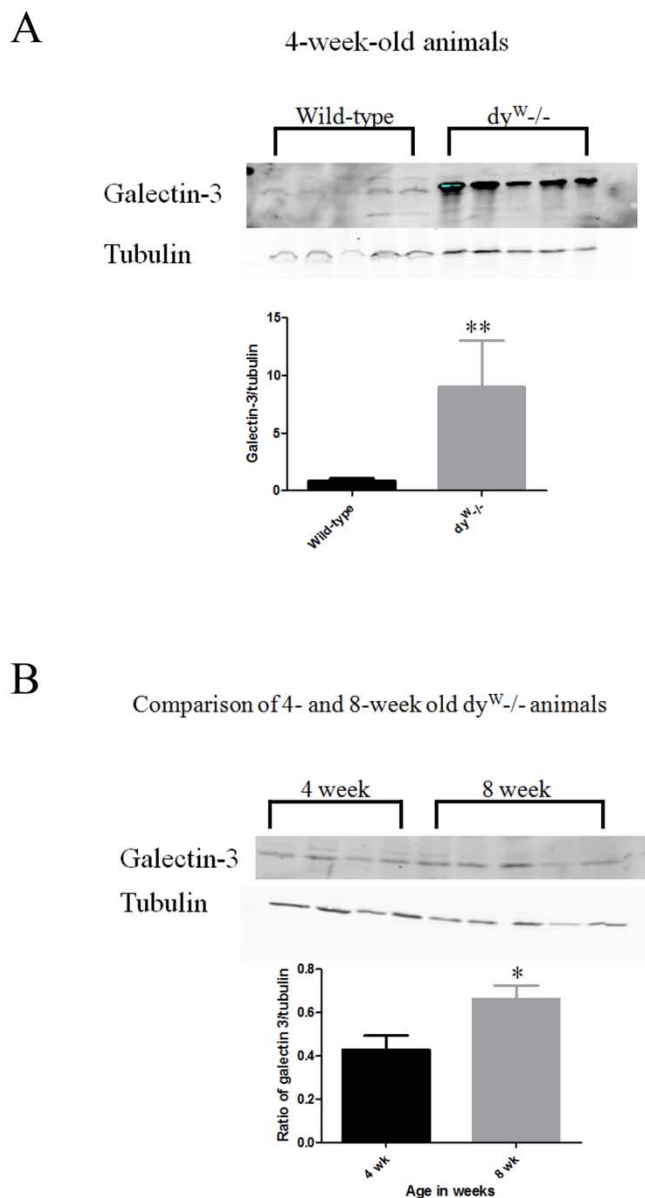 A
4-week-old animals
Wild-type dyW-/-
Galectin-3
Tubulin
Galectin-3/tubulin
15
10
5
0
**
Wild-type
dyW-/-
B
Comparison of 4- and 8-week old dyW-/- animals
4 week 8 week
Galectin-3
Tubulin
Ratio of galectin 3/tubulin
0.8
0.6
0.4
0.2
0.0
*
4 wk
8 wk
Age in weeks